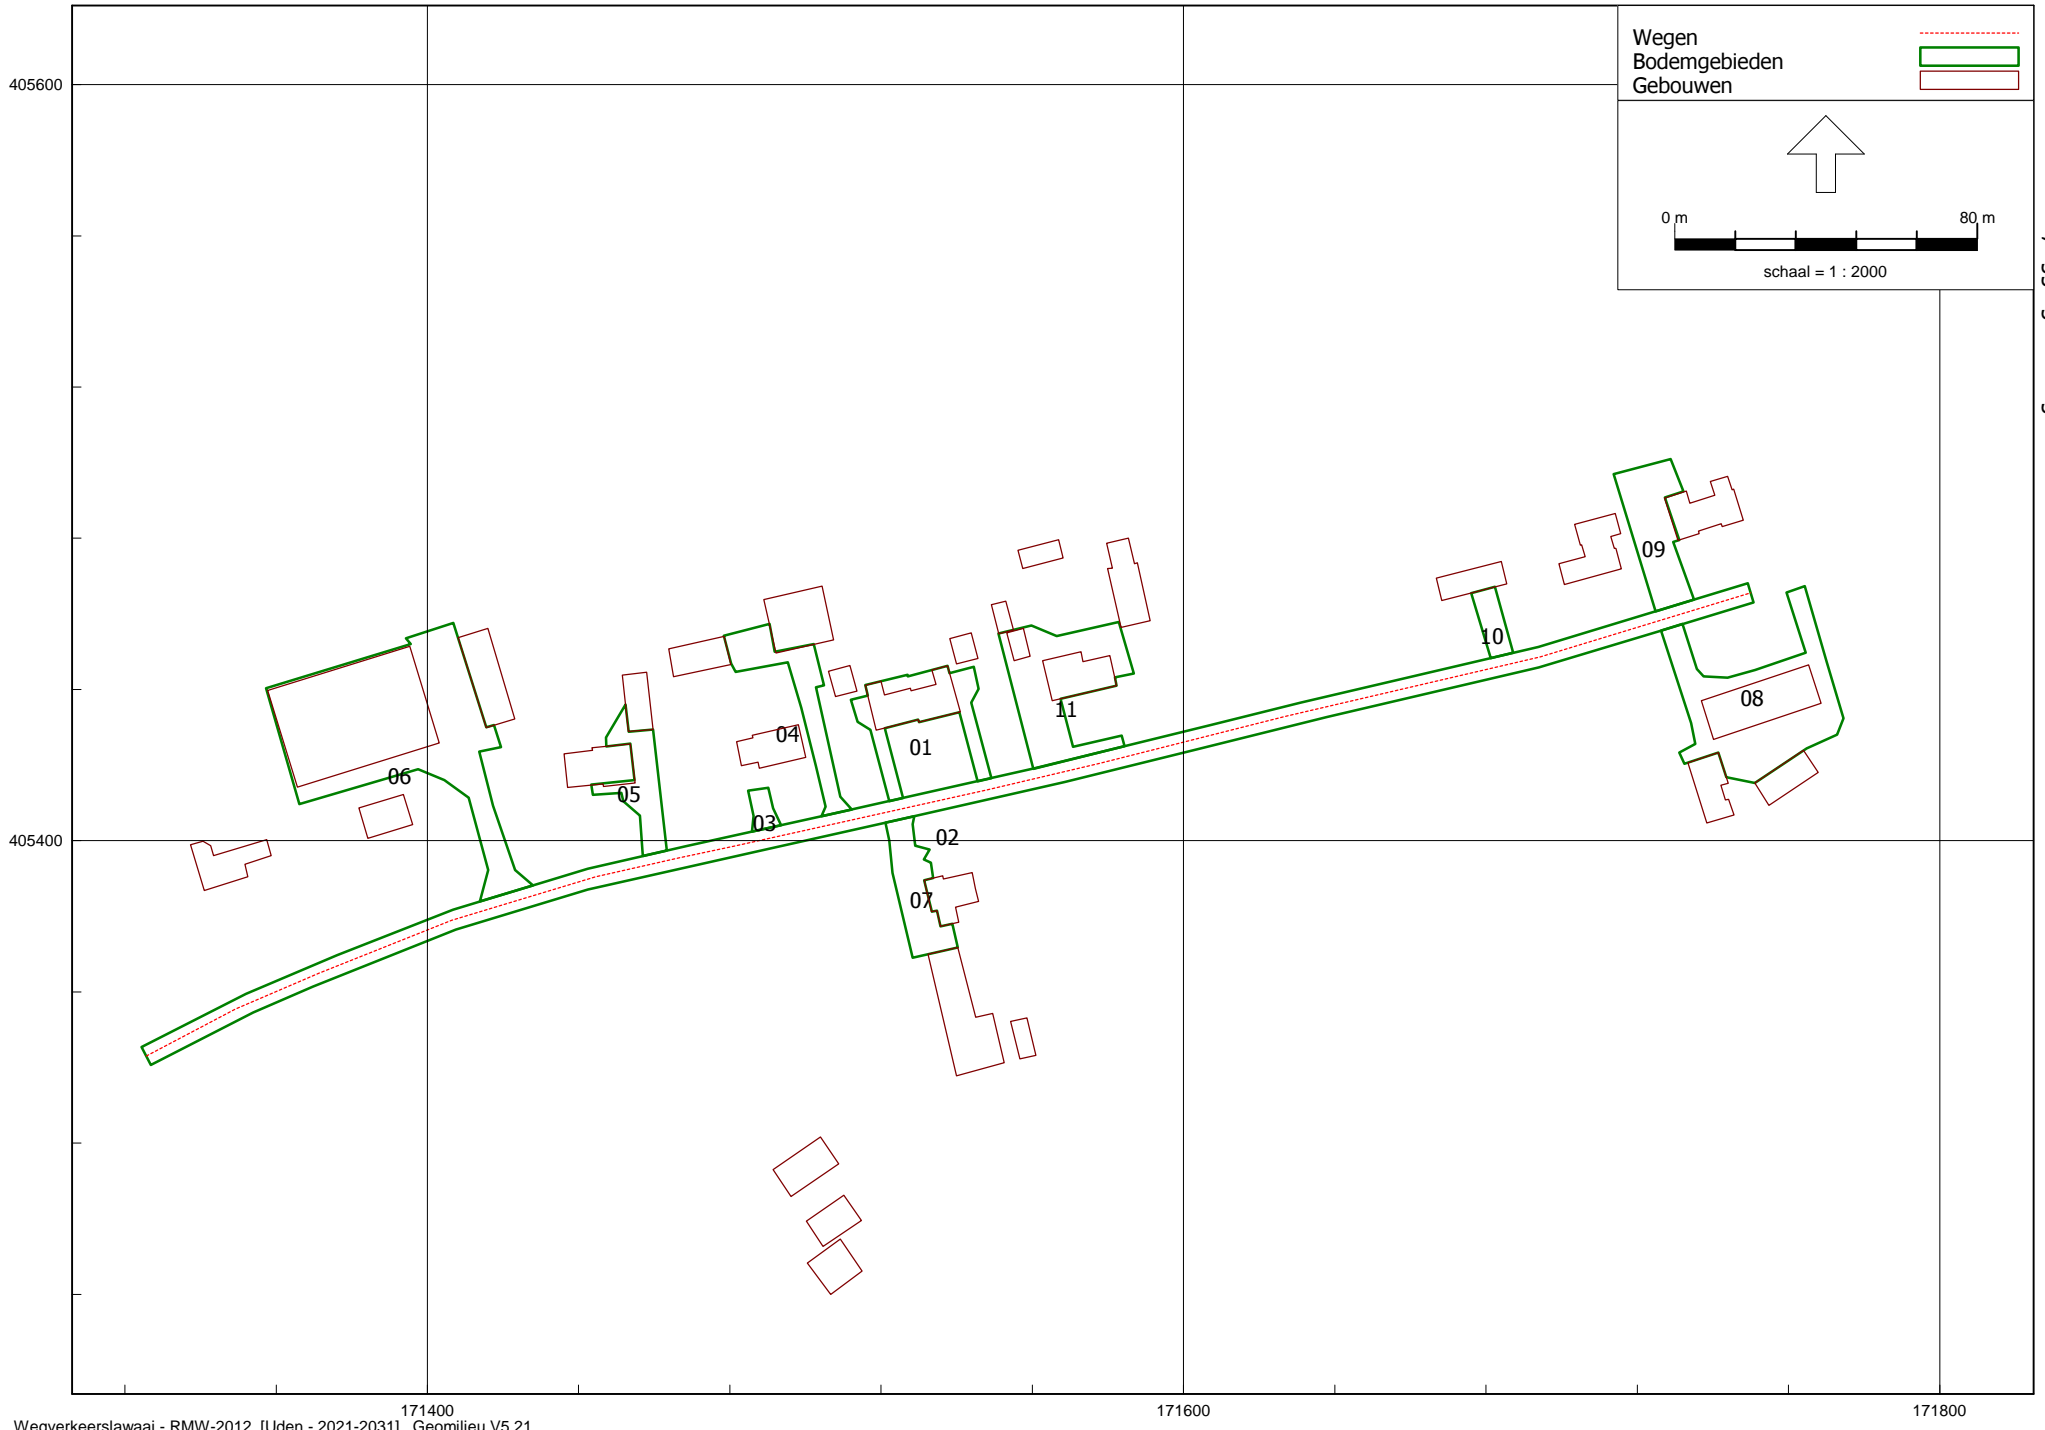 Wegen
Bodemgebieden
Gebouwen
405600
0 m 80 m
schaal = 1 : 2000
09
10
08
11
04
01
06
05
03
02
405400
07
171400 171600 171800
Wegverkeerslawaai - RMW-2012, [Uden - 2021-2031], Geomilieu V5.21